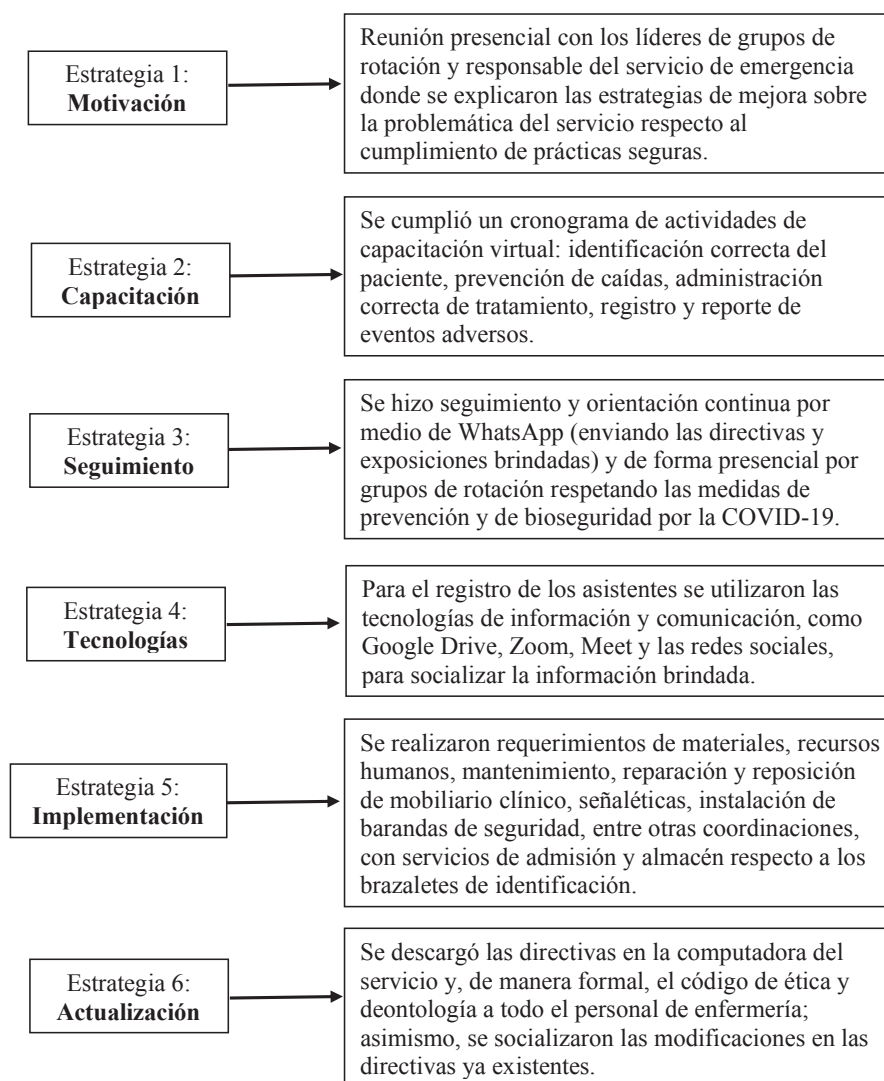 Estrategia 1:
Motivación
Reunión presencial con los líderes de grupos de
rotación y responsable del servicio de emergencia
donde se explicaron las estrategias de mejora sobre
la problemática del servicio respecto al
cumplimiento de prácticas seguras.
Estrategia 2:
Capacitación
Se cumplió un cronograma de actividades de
capacitación virtual: identificación correcta del
paciente, prevención de caídas, administración
correcta de tratamiento, registro y reporte de
eventos adversos.
Estrategia 3:
Seguimiento
Se hizo seguimiento y orientación continua por
medio de WhatsApp (enviando las directivas y
exposiciones brindadas) y de forma presencial por
grupos de rotación respetando las medidas de
prevención y de bioseguridad por la COVID-19.
Estrategia 4:
Tecnologías
Para el registro de los asistentes se utilizaron las
tecnologías de información y comunicación, como
Google Drive, Zoom, Meet y las redes sociales,
para socializar la información brindada.
Estrategia 5:
Implementación
Se realizaron requerimientos de materiales, recursos
humanos, mantenimiento, reparación y reposición
de mobiliario clínico, señaléticas, instalación de
barandas de seguridad, entre otras coordinaciones,
con servicios de admisión y almacén respecto a los
brazaletes de identificación.
Estrategia 6:
Actualización
Se descargó las directivas en la computadora del
servicio y, de manera formal, el código de ética y
deontología a todo el personal de enfermería;
asimismo, se socializaron las modificaciones en las
directivas ya existentes.